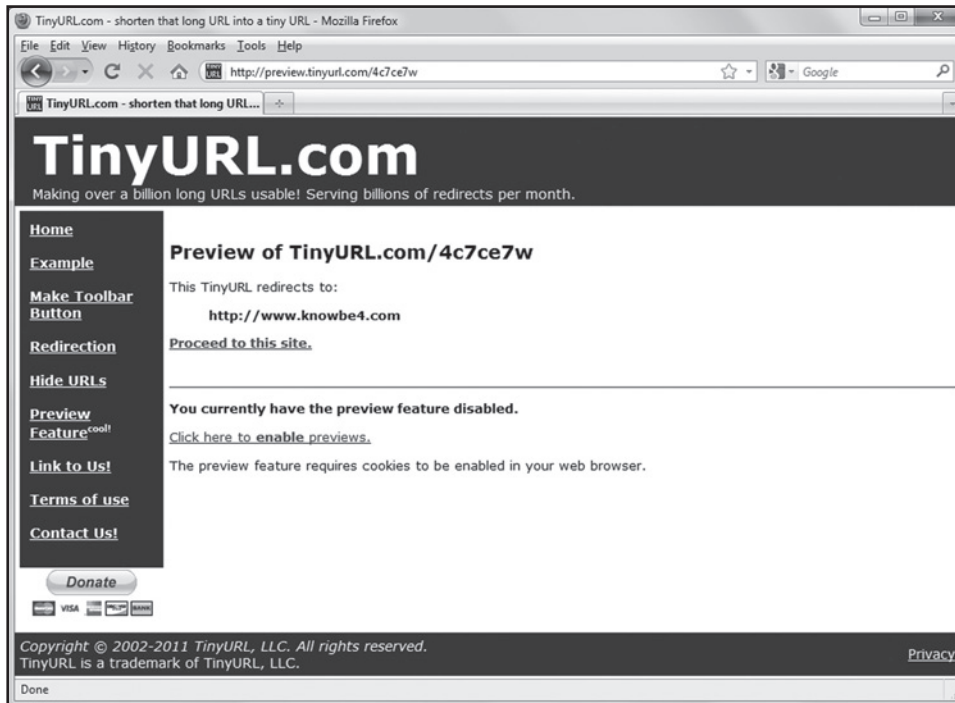 TinyURL.com - shorten that long URL into a tiny URL - Mozilla Firefox
File Edit View History Bookmarks Tools Help
http://preview.tinyurl.com/4c7ce7w
Google
TinyURL.com - shorten that long URL...
TinyURL.com
Making over a billion long URLs usable! Serving billions of redirects per month.
Home
Example
Make Toolbar
Button
Redirection
Hide URLs
Preview
Feature cool!
Link to Us!
Terms of use
Contact Us!
Donate
VISA
Preview of TinyURL.com/4c7ce7w
This TinyURL redirects to:
http://www.knowbe4.com
Proceed to this site.
You currently have the preview feature disabled.
Click here to enable previews.
The preview feature requires cookies to be enabled in your web browser.
Copyright © 2002-2011 TinyURL, LLC. All rights reserved.
TinyURL is a trademark of TinyURL, LLC.
Privacy
Done